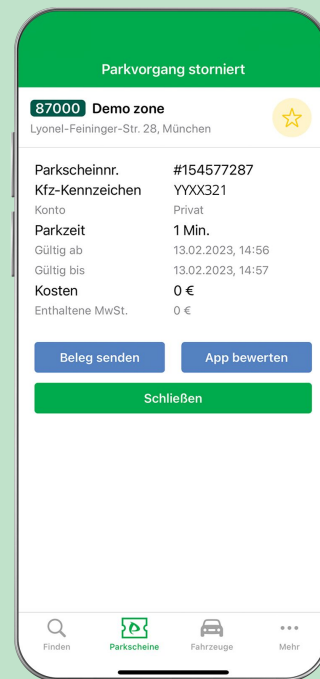 Parkvorgang storniert
87000 Demo zone
Lyonel-Feininger-Str. 28, München
Parkscheinnr. #154577287
Kfz-Kennzeichen YYXX321
Konto Privat
Parkzeit 1 Min.
Gültig ab 13.02.2023, 14:56
Gültig bis 13.02.2023, 14:57
Kosten 0 €
Enthaltene MwSt. 0 €
Beleg senden App bewerten
Schließen
Finden Parkscheine Fahrzeuge Mehr